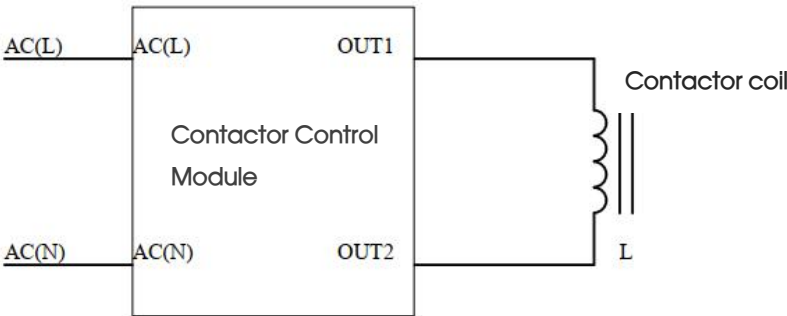 AC(L) AC(L) OUT1
Contactor coil
Contactor Control
Module
AC(N) AC(N) OUT2 L